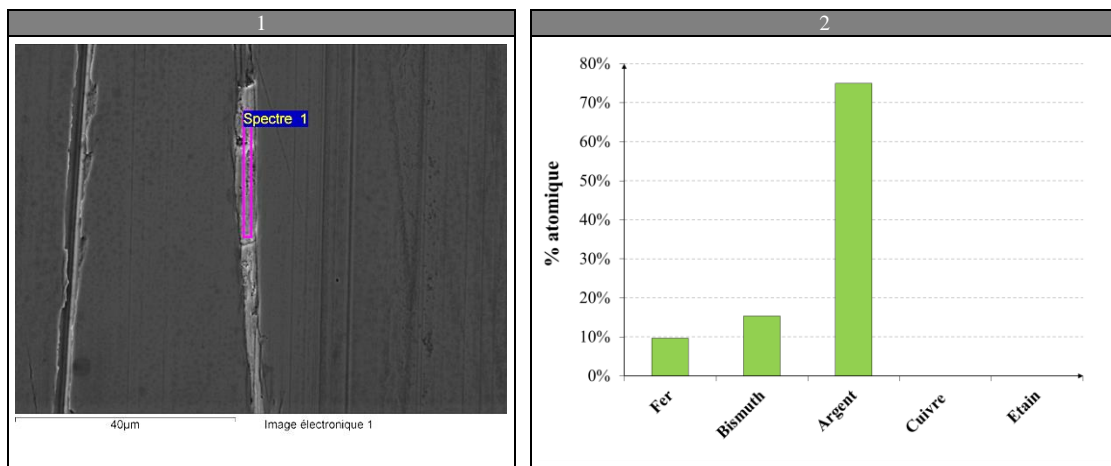 1
Spectre 1
40µm
Image électronique 1
2
80%
70%
60%
50%
40%
30%
20%
10%
0%
% atomique
Fer
Bismuth
Argent
Cuivre
Etain